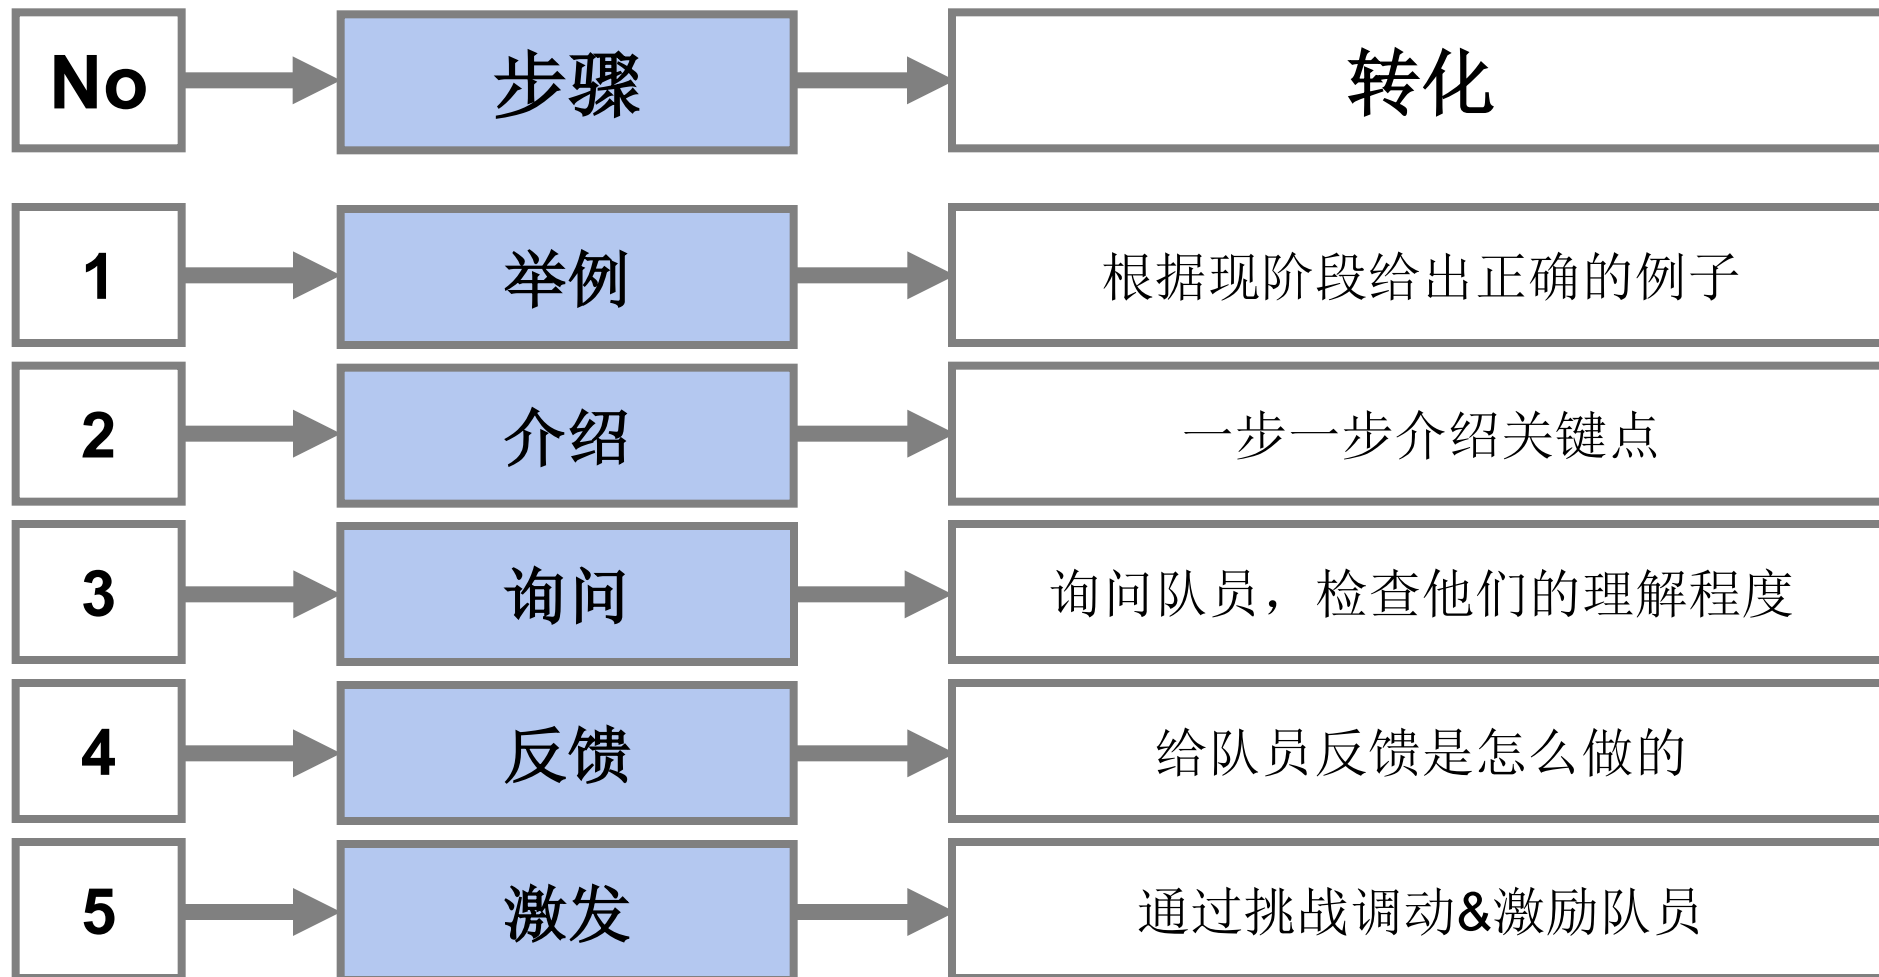 No 步骤 转化
1 举例 根据现阶段给出正确的例子
2 介绍 一步一步介绍关键点
3 询问 询问队员，检查他们的理解程度
4 反馈 给队员反馈是怎么做的
5 激发 通过挑战调动&激励队员